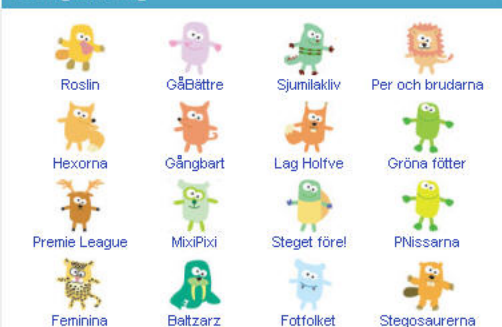 Roslin GåBättre Sjumilakliv Per och brudarna
Hexorna Gångbart Lag Holfve Gröna fötter
Premie League MixiPixi Steget före! PNissarna
Feminina Baltzarz Fotfolket Stegosaurerna